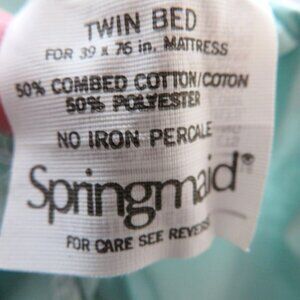 TWIN BED
FOR 39 x 76 in. MATTRESS
50% COMBED COTTON/COTON
50% POLYESTER
NO IRON PERCALE
Springmaid®
FOR CARE SEE REVERS